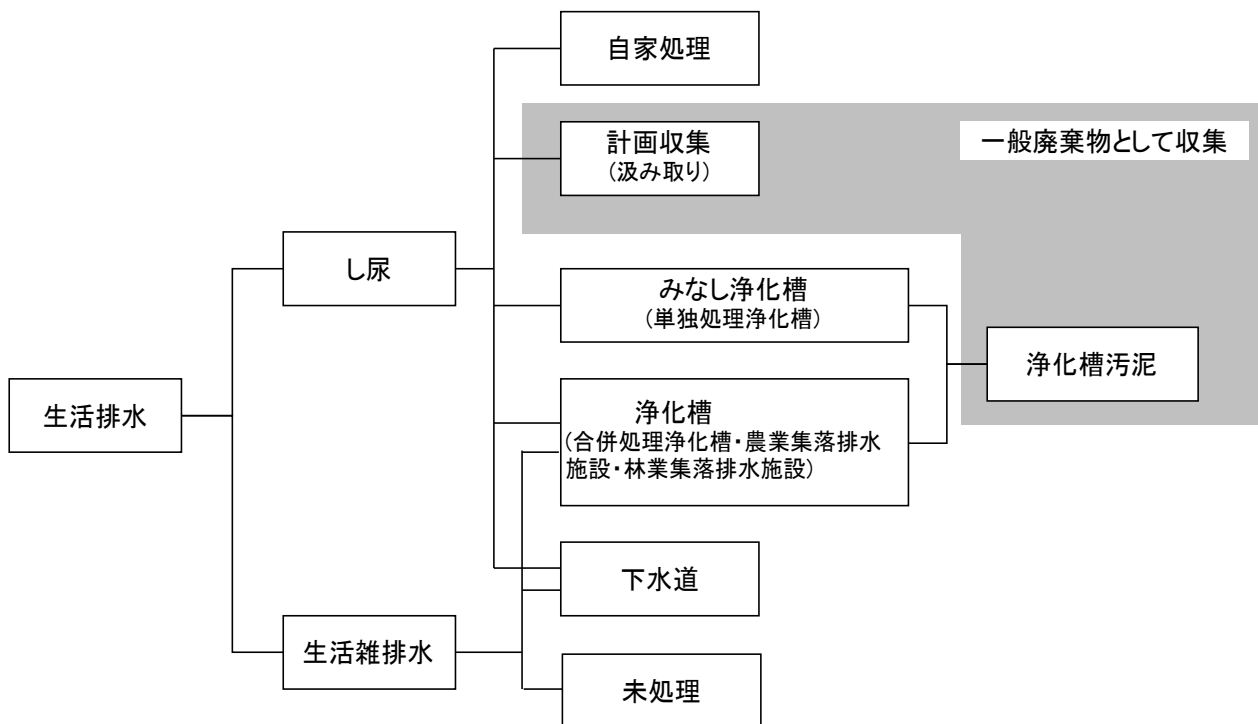 自家処理
計画収集
(汲み取り)
一般廃棄物として収集
し尿
みなし浄化槽
(単独処理浄化槽)
浄化槽汚泥
生活排水
浄化槽
(合併処理浄化槽・農業集落排水
施設・林業集落排水施設)
下水道
生活雑排水
未処理